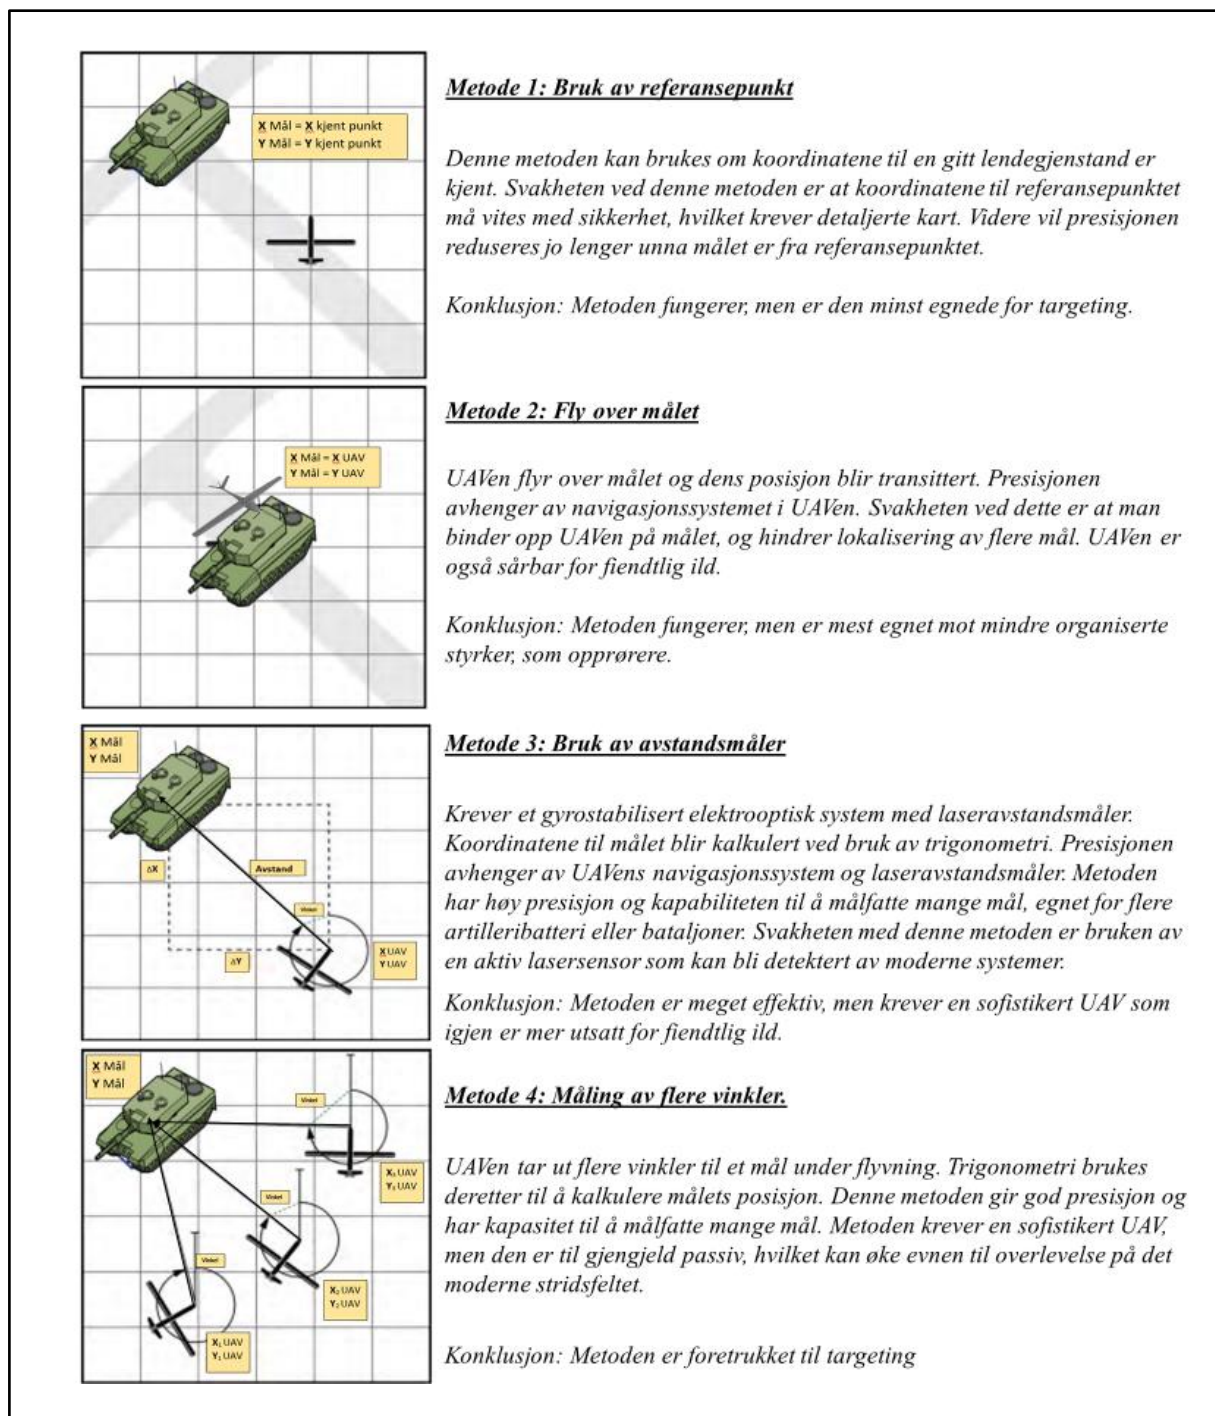 X Mål = X kjent punkt
Y Mål = Y kjent punkt
Metode 1: Bruk av referansepunkt
Denne metoden kan brukes om koordinatene til en gitt lendegjenstand er
kjent. Svakheten ved denne metoden er at koordinatene til referansepunktet
må vites med sikkerhet, hvilket krever detaljerte kart. Videre vil presisjonen
reduseres jo lenger unna målet er fra referansepunktet.
Konklusjon: Metoden fungerer, men er den minst egnede for targeting.
X Mål = X UAV
Y Mål = Y UAV
Metode 2: Fly over målet
UAVen flyr over målet og dens posisjon blir transittert. Presisjonen
avhenger av navigasjonssystemet i UAVen. Svakheten ved dette er at man
binder opp UAVen på målet, og hindrer lokalisering av flere mål. UAVen er
også sårbar for fiendtlig ild.
Konklusjon: Metoden fungerer, men er mest egnet mot mindre organiserte
styrker, som opprørere.
X Mål
Y Mål
ΔX
Avstand
Vinkel
ΔY
X UAV
Y UAV
Metode 3: Bruk av avstandsmåler
Krever et gyrostabilisert elektrooptisk system med laseravstandsmåler.
Koordinatene til målet blir kalkulert ved bruk av trigonometri. Presisjonen
avhenger av UAVens navigasjonssystem og laseravstandsmåler. Metoden
har høy presisjon og kapabiliteten til å målfatte mange mål, egnet for flere
artilleribatteri eller bataljoner. Svakheten med denne metoden er bruken av
en aktiv lasersensor som kan bli detektert av moderne systemer.
Konklusjon: Metoden er meget effektiv, men krever en sofistikert UAV som
igjen er mer utsatt for fiendtlig ild.
X Mål
Y Mål
Vinkel
X₃ UAV
Y₃ UAV
Vinkel
X₂ UAV
Y₂ UAV
Vinkel
X₁ UAV
Y₁ UAV
Metode 4: Måling av flere vinkler.
UAVen tar ut flere vinkler til et mål under flyvning. Trigonometri brukes
deretter til å kalkulere målets posisjon. Denne metoden gir god presisjon og
har kapasitet til å målfatte mange mål. Metoden krever en sofistikert UAV,
men den er til gjengjeld passiv, hvilket kan øke evnen til overlevelse på det
moderne stridsfeltet.
Konklusjon: Metoden er foretrukket til targeting